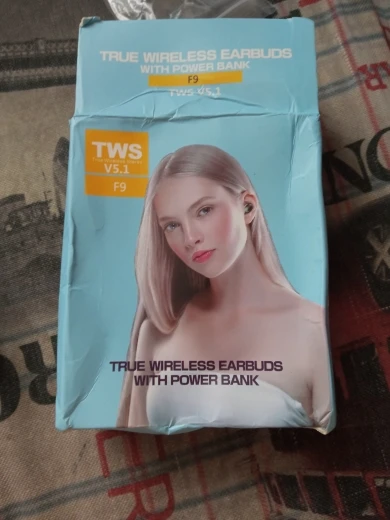 TRUE WIRELESS EARBUDS
WITH POWER BANK
F9
TWS-V5.1
TWS
V5.1
F9
TRUE WIRELESS EARBUDS
WITH POWER BANK